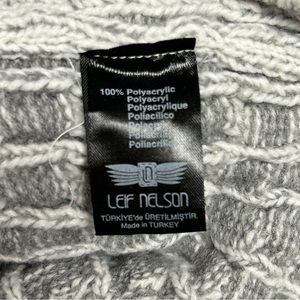 100% Polyacrylic
Polyacryl
Polyacrylique
Poliacilico
LEIF NELSON
TÜRKİYE'de ÜRETİLMİŞTİR
Made in TURKEY